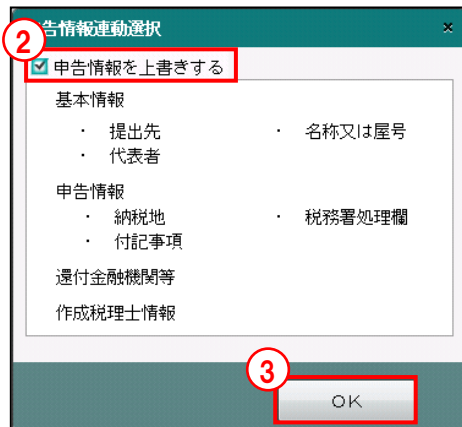 ②告情報連動選択 ×
申告情報を上書きする
基本情報
・ 提出先 ・ 名称又は屋号
・ 代表者
申告情報
・ 納税地 ・ 税務署処理欄
・ 付記事項
還付金融機関等
作成税理士情報
③
OK